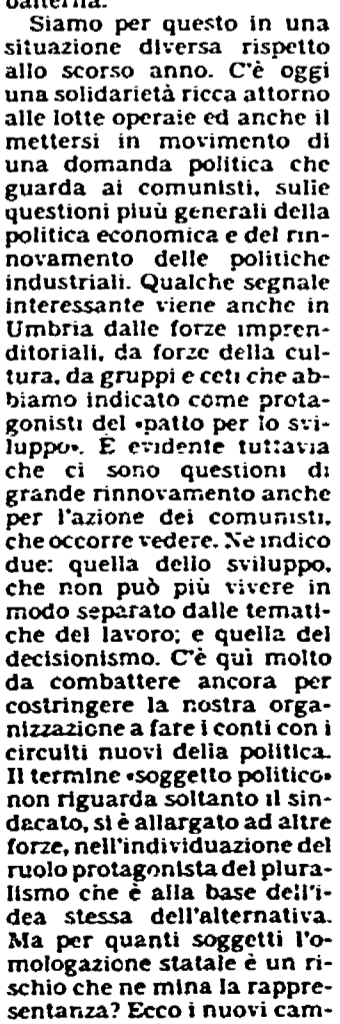 balterna.
Siamo per questo in una
situazione diversa rispetto
allo scorso anno. C'è oggi
una solidarietà ricca attorno
alle lotte operaie ed anche il
mettersi in movimento di
una domanda politica che
guarda ai comunisti, sulle
questioni piuù generali della
politica economica e del rin-
novamento delle politiche
industriali. Qualche segnale
interessante viene anche in
Umbria dalle forze impren-
ditoriali, da forze della cul-
tura, da gruppi e ceti che ab-
biamo indicato come prota-
gonisti del «patto per lo svi-
luppo». È evidente tuttavia
che ci sono questioni di
grande rinnovamento anche
per l'azione dei comunisti,
che occorre vedere. Ne indico
due: quella dello sviluppo,
che non può più vivere in
modo separato dalle temati-
che del lavoro; e quella del
decisionismo. C'è quì molto
da combattere ancora per
costringere la nostra orga-
nizzazione a fare i conti con i
circuiti nuovi della politica.
Il termine «soggetto politico»
non riguarda soltanto il sin-
dacato, si è allargato ad altre
forze, nell'individuazione del
ruolo protagonista del plura-
lismo che è alla base dell'i-
dea stessa dell'alternativa.
Ma per quanti soggetti l'o-
mologazione statale è un ri-
schio che ne mina la rappre-
sentanza? Ecco i nuovi cam-